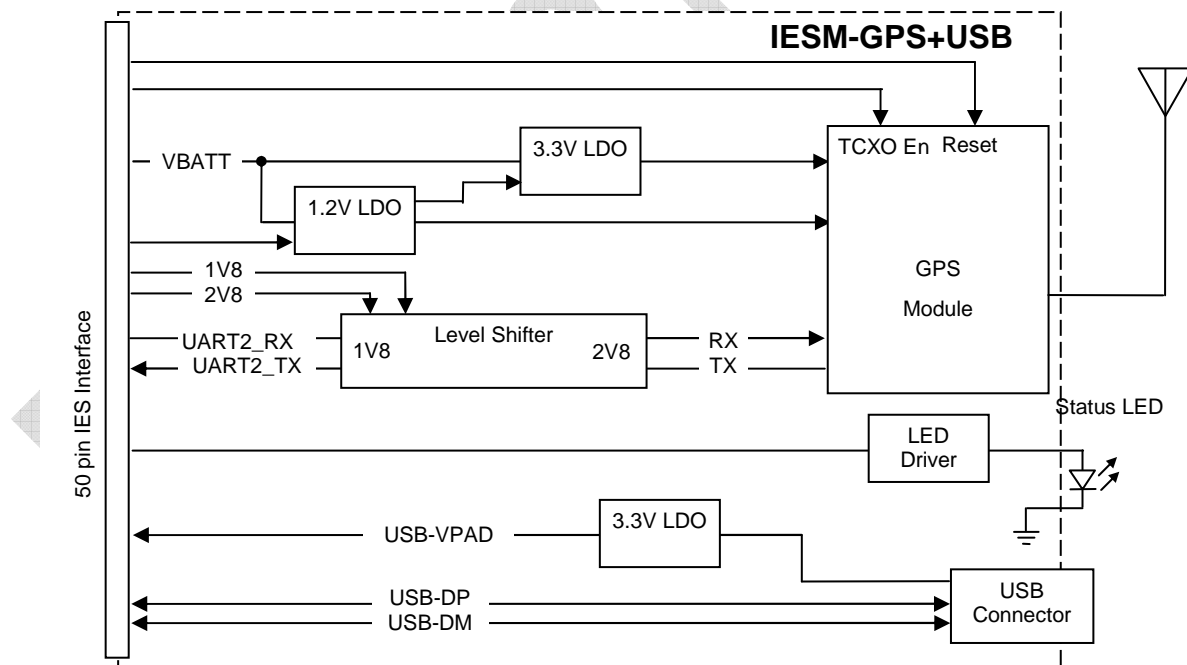 IESM-GPS+USB
TCXO En Reset
VBATT
3.3V LDO
1.2V LDO
GPS
Module
1V8
2V8
Level Shifter
1V8
2V8
UART2_RX
UART2_TX
RX
TX
50 pin IES Interface
Status LED
LED
Driver
3.3V LDO
USB-VPAD
USB-DP
USB-DM
USB
Connector